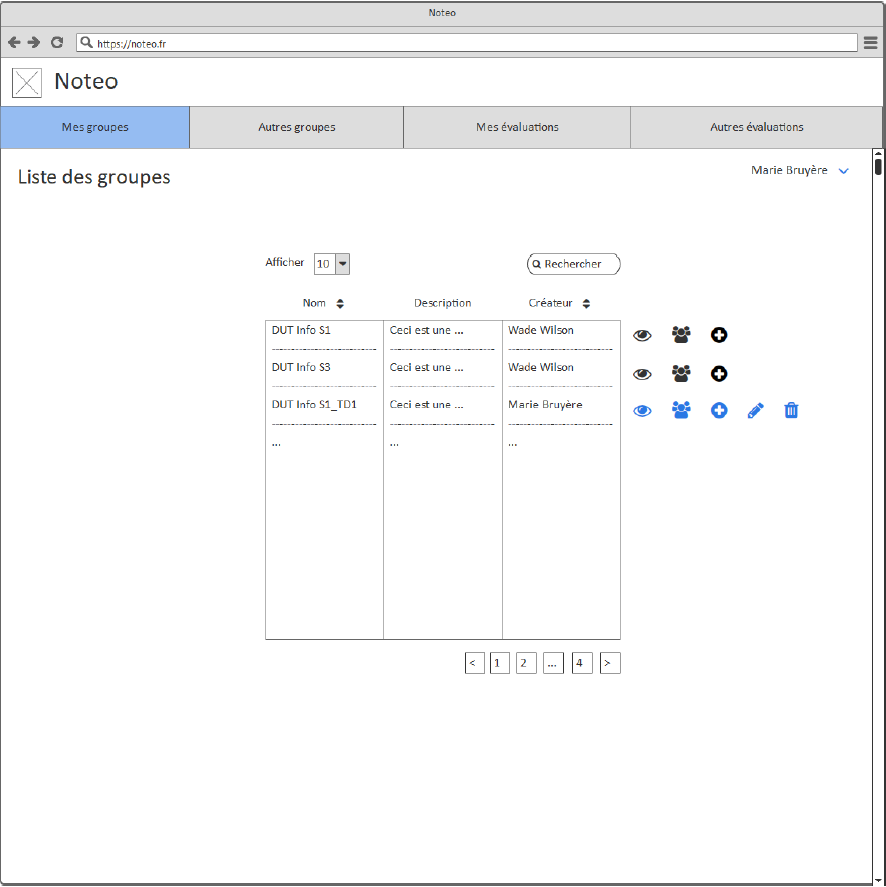 Noteo
https://noteo.fr
Noteo
Mes groupes Autres groupes Mes évaluations Autres évaluations
Liste des groupes
Marie Bruyère
Afficher 10 Rechercher
Nom Description Créateur
DUT Info S1 Ceci est une ... Wade Wilson
DUT Info S3 Ceci est une ... Wade Wilson
DUT Info S1_TD1 Ceci est une ... Marie Bruyère
... ... ...
< 1 2 ... 4 >